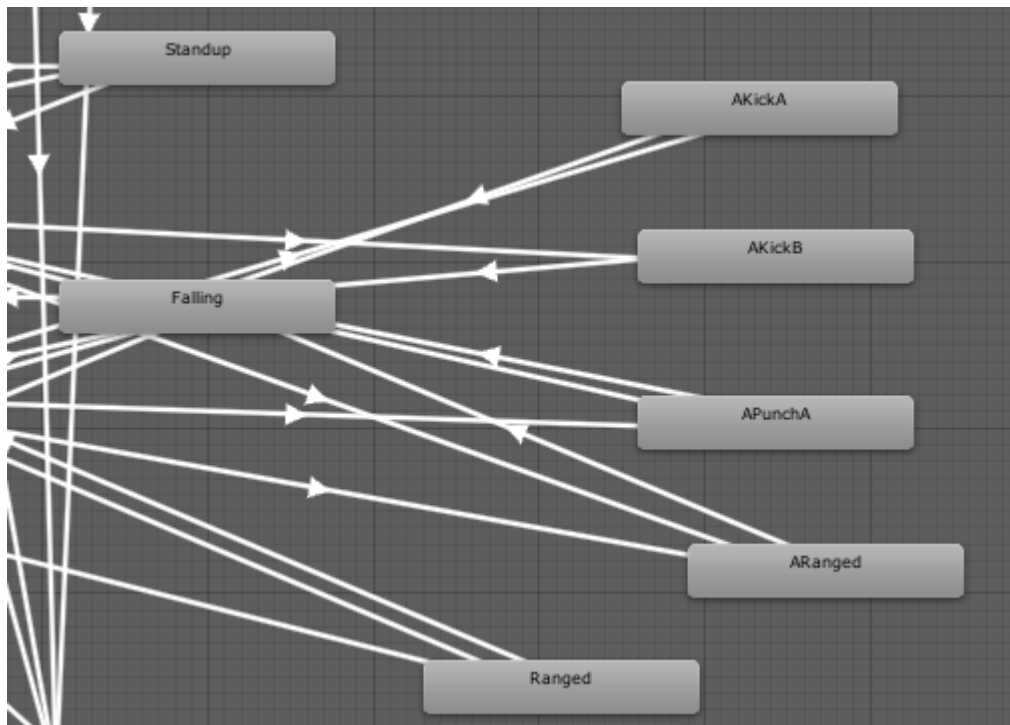 Standup
AKickA
AKickB
Falling
APunchA
ARanged
Ranged